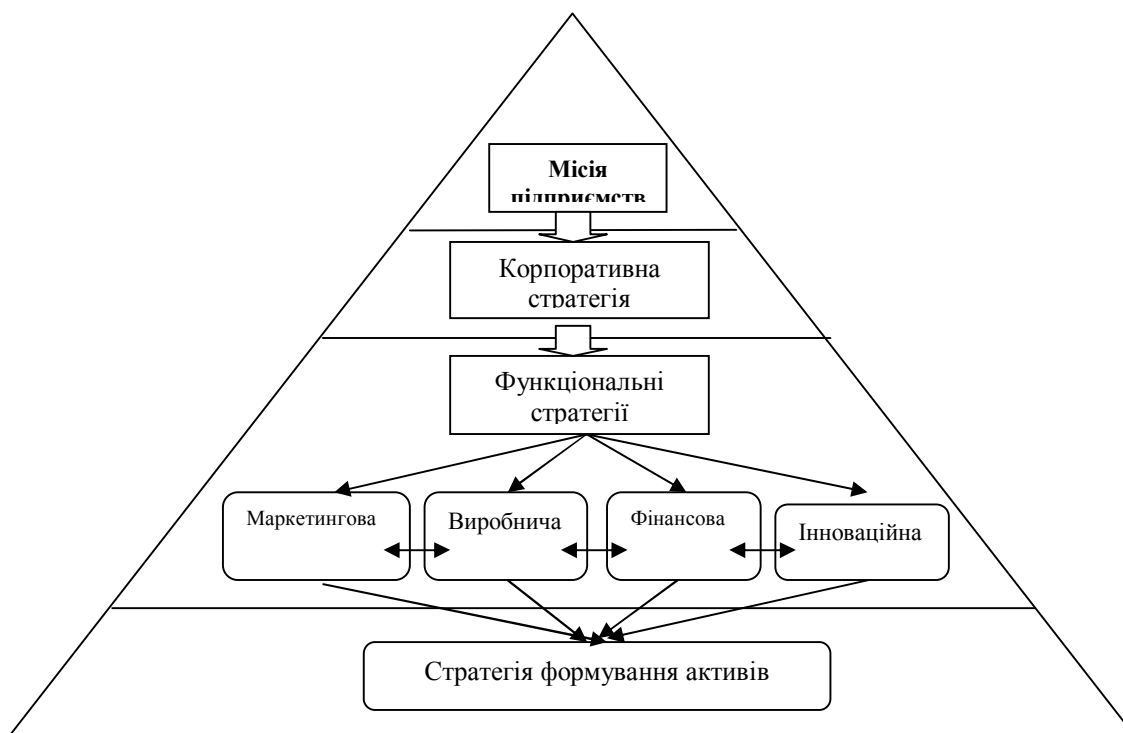 Місія
підприємств
Корпоративна
стратегія
Функціональні
стратегії
Маркетингова
Виробнича
Фінансова
Інноваційна
Стратегія формування активів